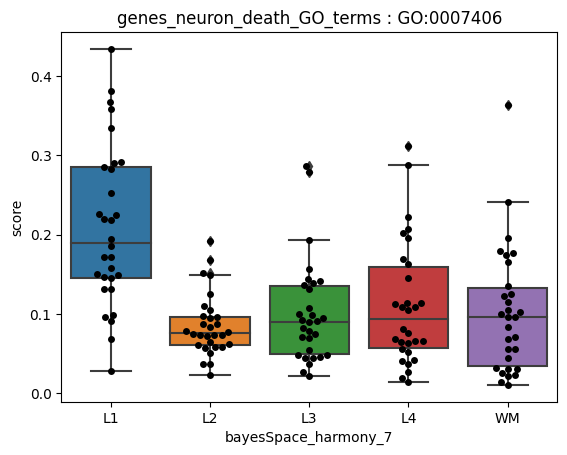 genes_neuron_death_GO_terms : GO:0007406
score
0.4
0.3
0.2
0.1
0.0
L1 L2 L3 L4 WM
bayesSpace_harmony_7